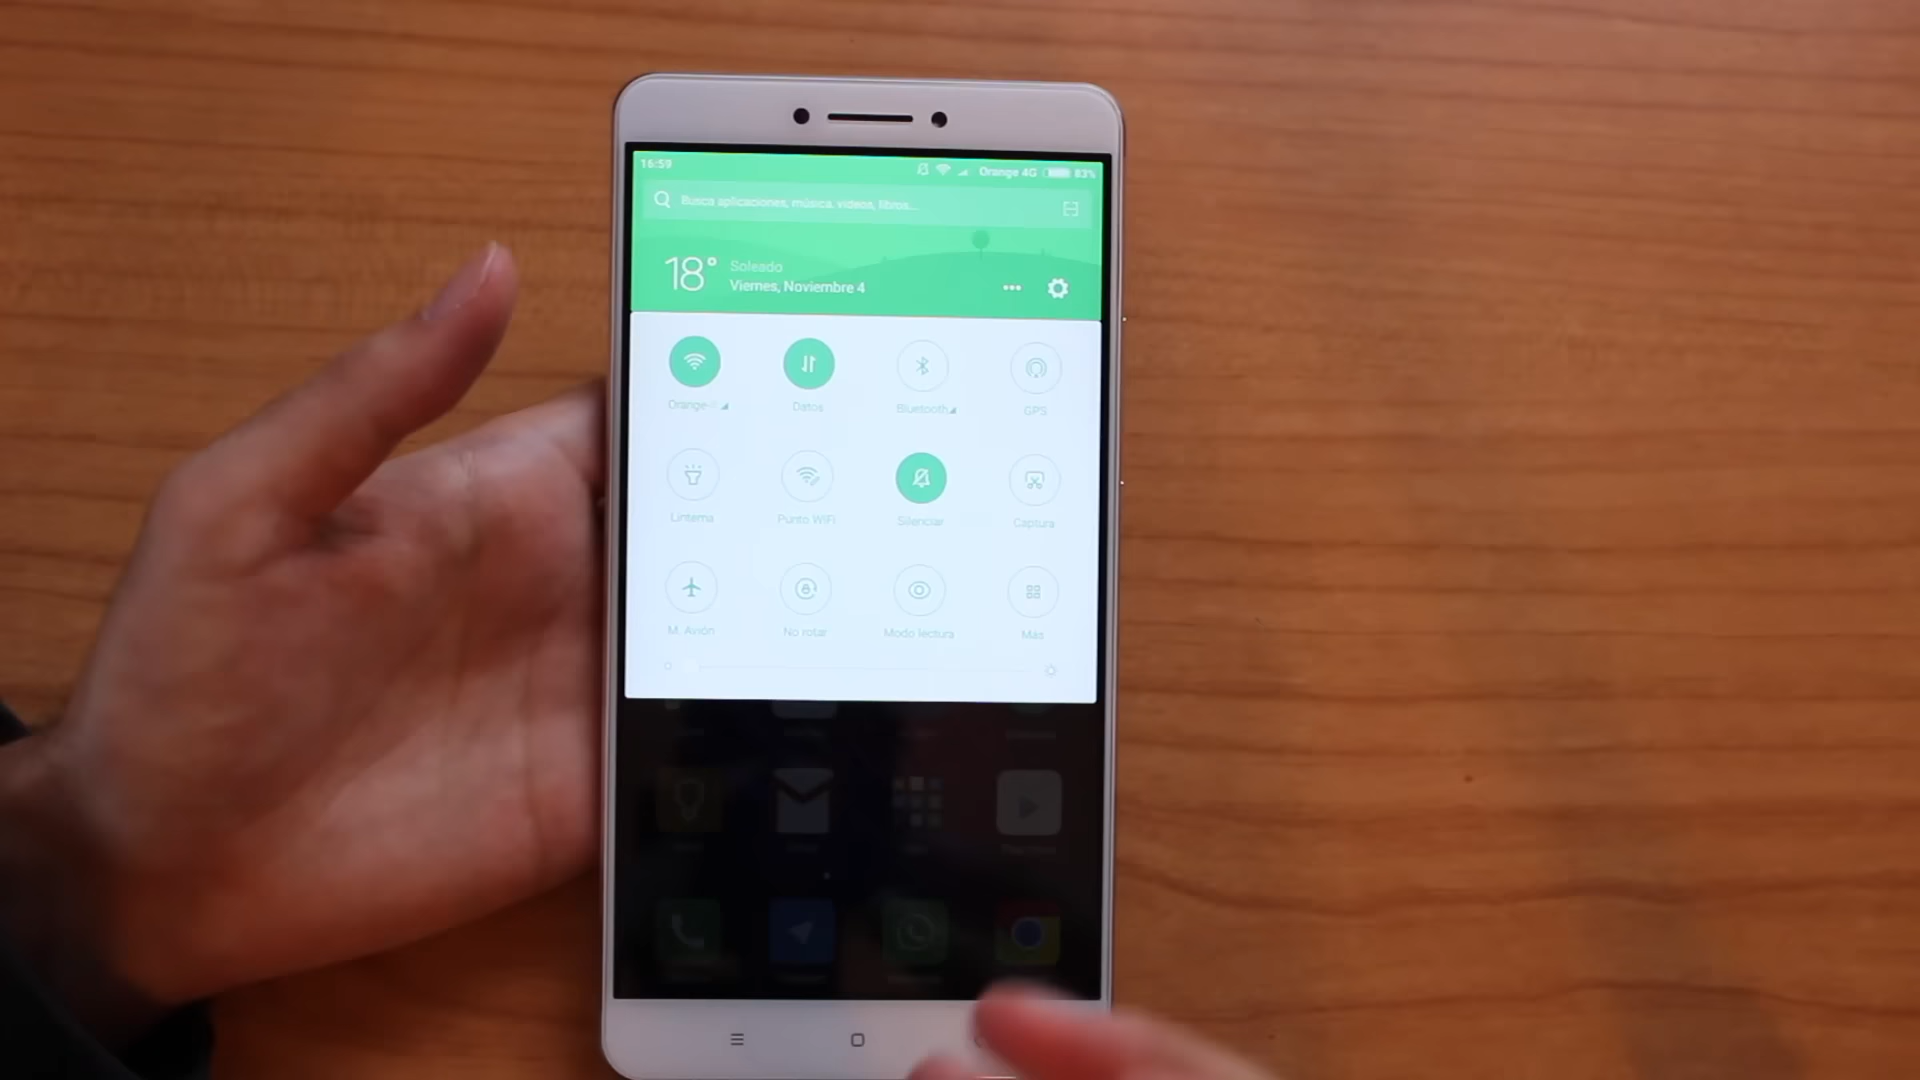 16:59 Orange 4G 83%
Busca aplicaciones, música, videos, libros...
18° Soleado
Viernes, Noviembre 4
Orange- Datos Bluetooth GPS
Linterna Punto WiFi Silenciar Captura
M. Avión No rotar Modo lectura Más